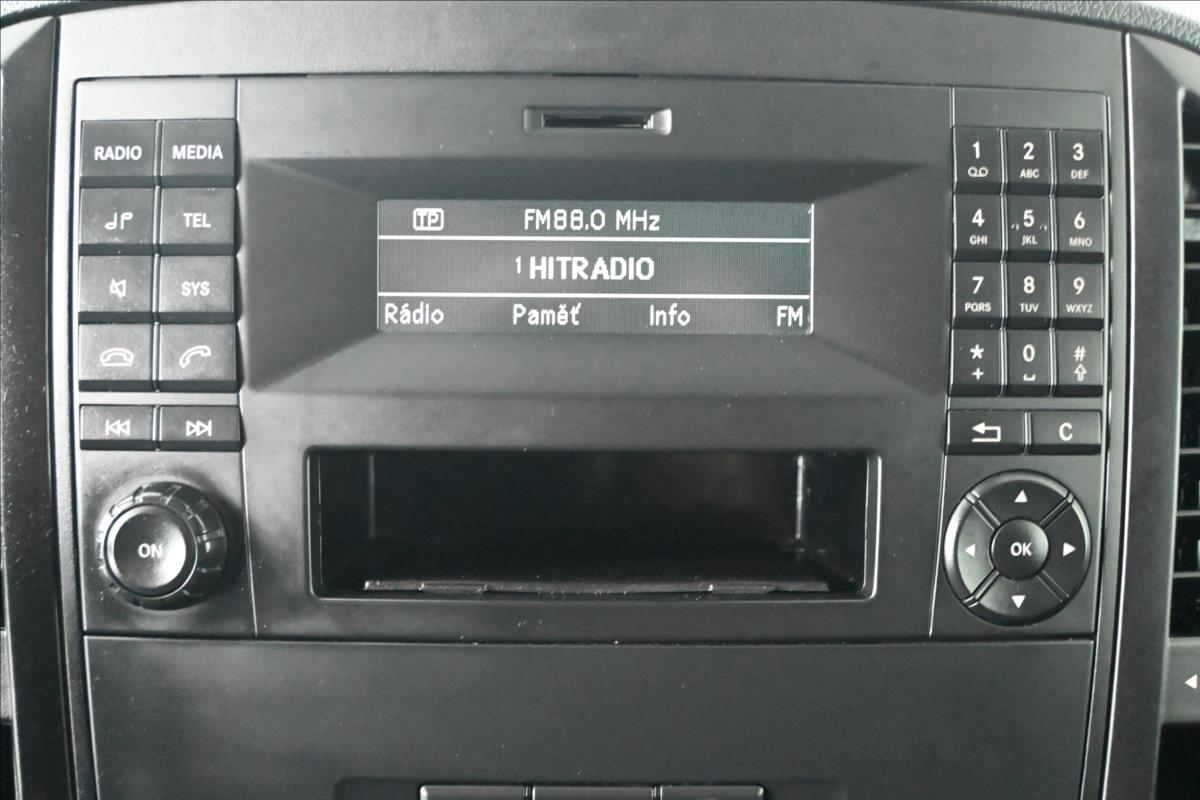 RADIO MEDIA
TEL
SYS
ON
TP FM88.0 MHz
1 HITRADIO
Rádio Paměť Info FM
1 2 3
ABC DEF
4 5 6
GHI JKL MNO
7 8 9
PQRS TUV WXYZ
* 0 #
+
C
OK